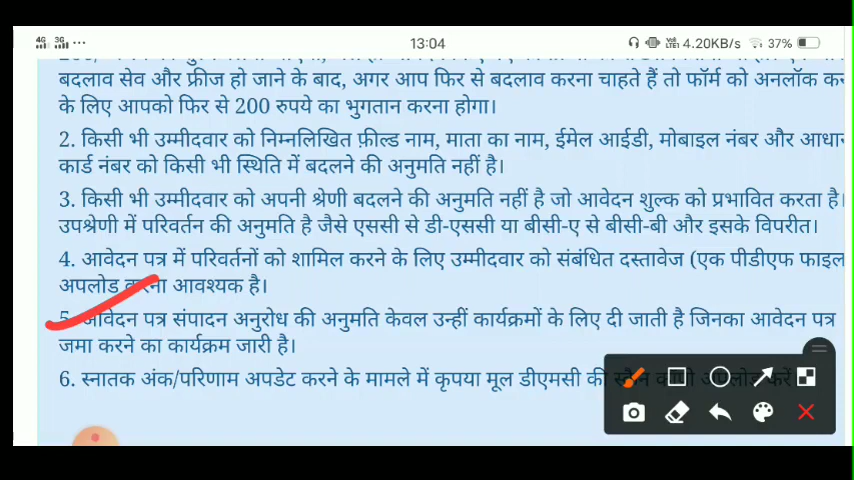 4G 3G 13:04 VoLTE1 4.20KB/s 37%
बदलाव सेव और फ्रीज हो जाने के बाद, अगर आप फिर से बदलाव करना चाहते हैं तो फॉर्म को अनलॉक
के लिए आपको फिर से 200 रुपये का भुगतान करना होगा।
2. किसी भी उम्मीदवार को निम्नलिखित फ़ील्ड नाम, माता का नाम, ईमेल आईडी, मोबाइल नंबर और आधार
कार्ड नंबर को किसी भी स्थिति में बदलने की अनुमति नहीं है।
3. किसी भी उम्मीदवार को अपनी श्रेणी बदलने की अनुमति नहीं है जो आवेदन शुल्क को प्रभावित करता है।
उपश्रेणी में परिवर्तन की अनुमति है जैसे एससी से डी-एससी या बीसी-ए से बीसी-बी और इसके विपरीत।
4. आवेदन पत्र में परिवर्तनों को शामिल करने के लिए उम्मीदवार को संबंधित दस्तावेज (एक पीडीएफ फाइल
अपलोड करना आवश्यक है।
5. आवेदन पत्र संपादन अनुरोध की अनुमति केवल उन्हीं कार्यक्रमों के लिए दी जाती है जिनका आवेदन पत्र
जमा करने का कार्यक्रम जारी है।
6. स्नातक अंक/परिणाम अपडेट करने के मामले में कृपया मूल डीएमसी की स्कैन कॉपी अपलोड करें